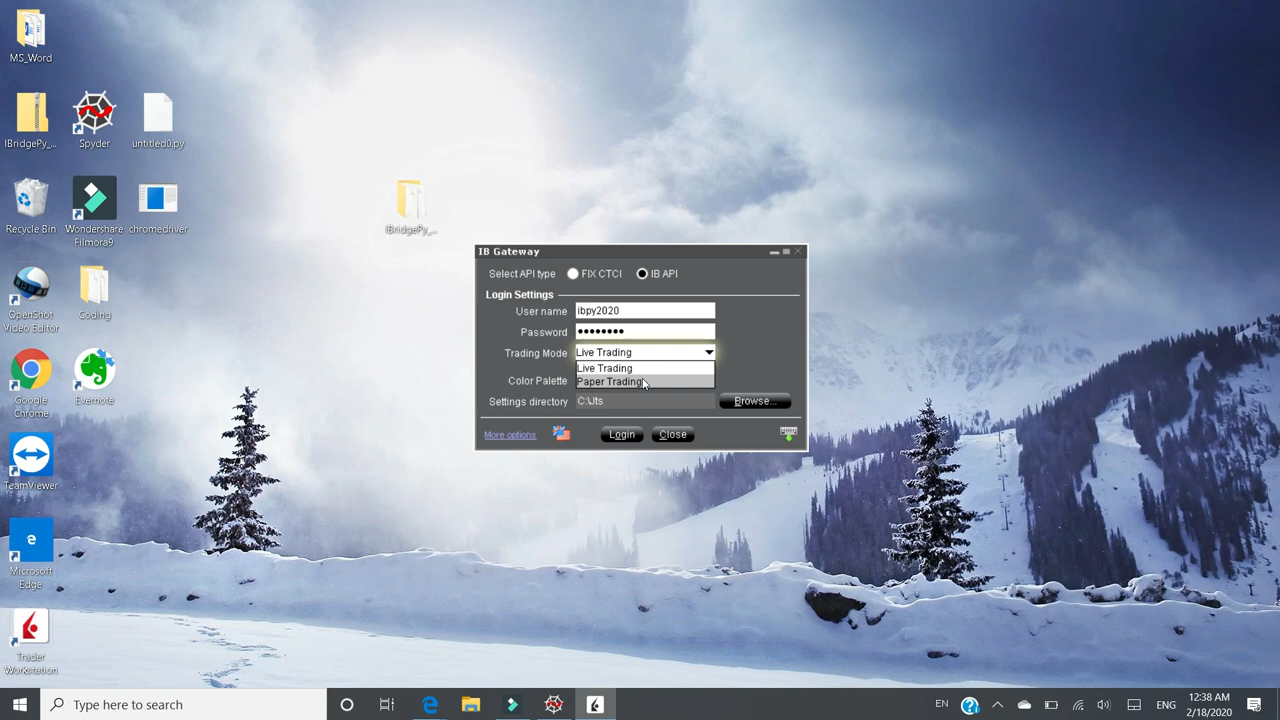 MS_Word
IBridgePy_...
Spyder
untitled0.py
Recycle Bin
Wondershare
Filmora9
chromedriver
IBridgePy_...
OpenShot
Video Editor
Coding
Google
Chrome
Evernote
TeamViewer
Microsoft
Edge
Trader
Workstation
IB Gateway
Select API type
FIX CTCI
IB API
Login Settings
User name
ibpy2020
Password
Trading Mode
Live Trading
Live Trading
Paper Trading
Color Palette
Settings directory
C:\Jts
Browse...
More options
Login
Close
Type here to search
EN
ENG
12:38 AM
2/18/2020